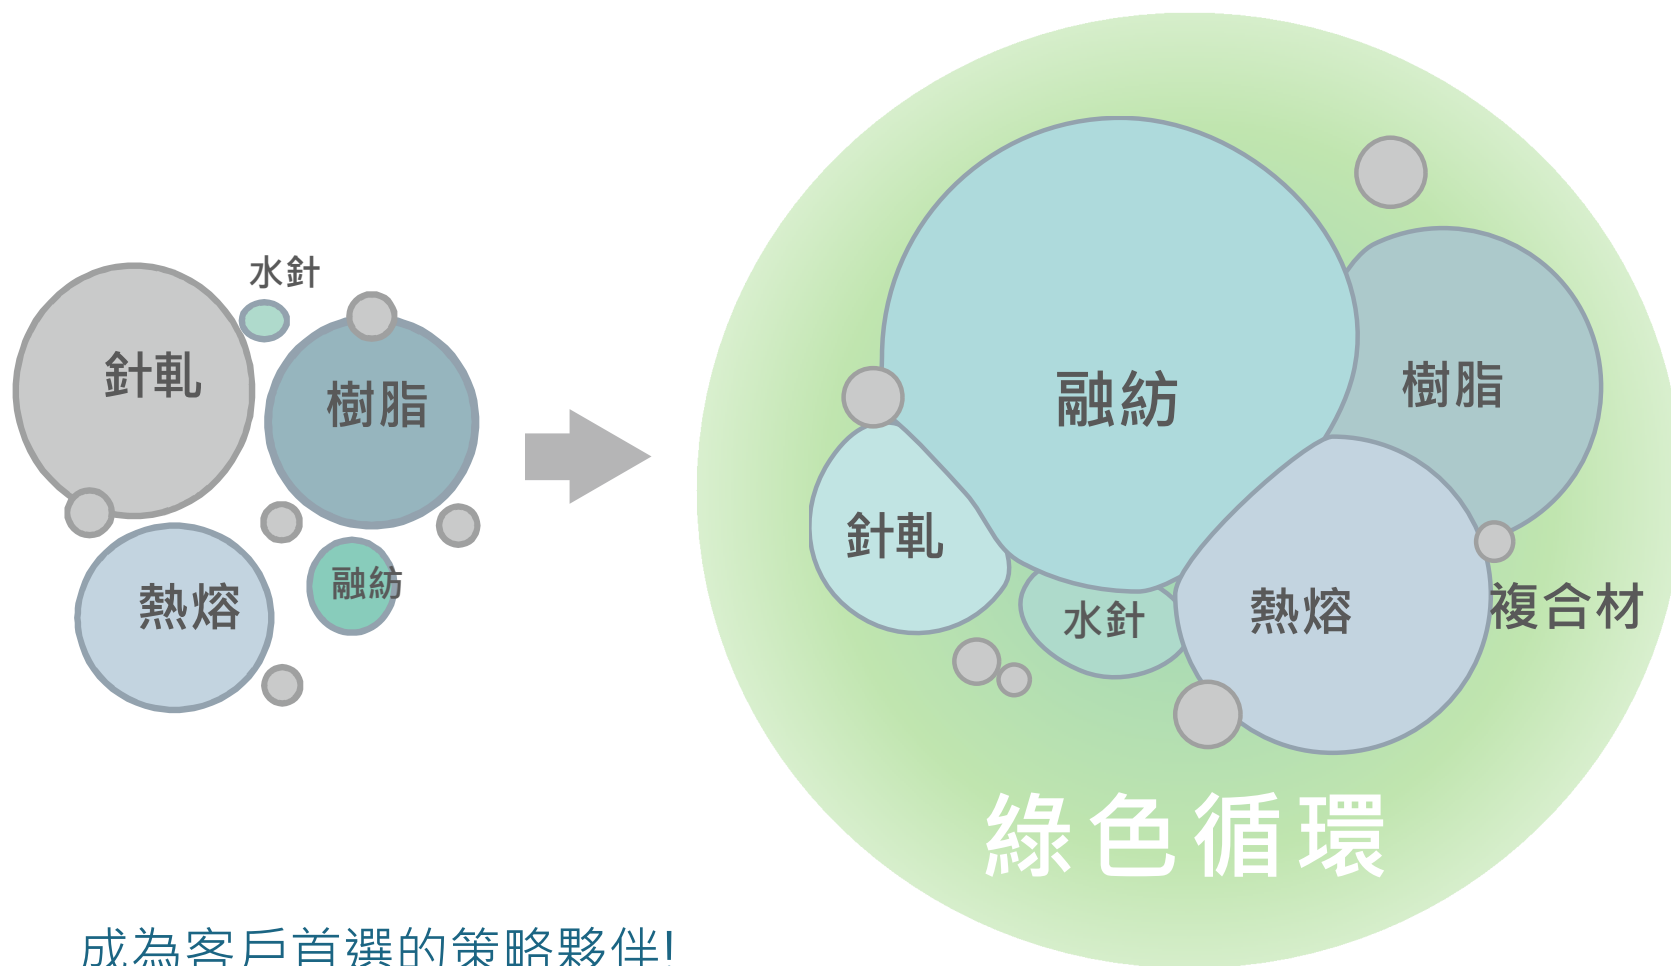 水針
針軋
樹脂
熱熔
融紡
融紡
樹脂
針軋
水針
熱熔
複合材
綠色循環
成為客戶首選的策略夥伴!